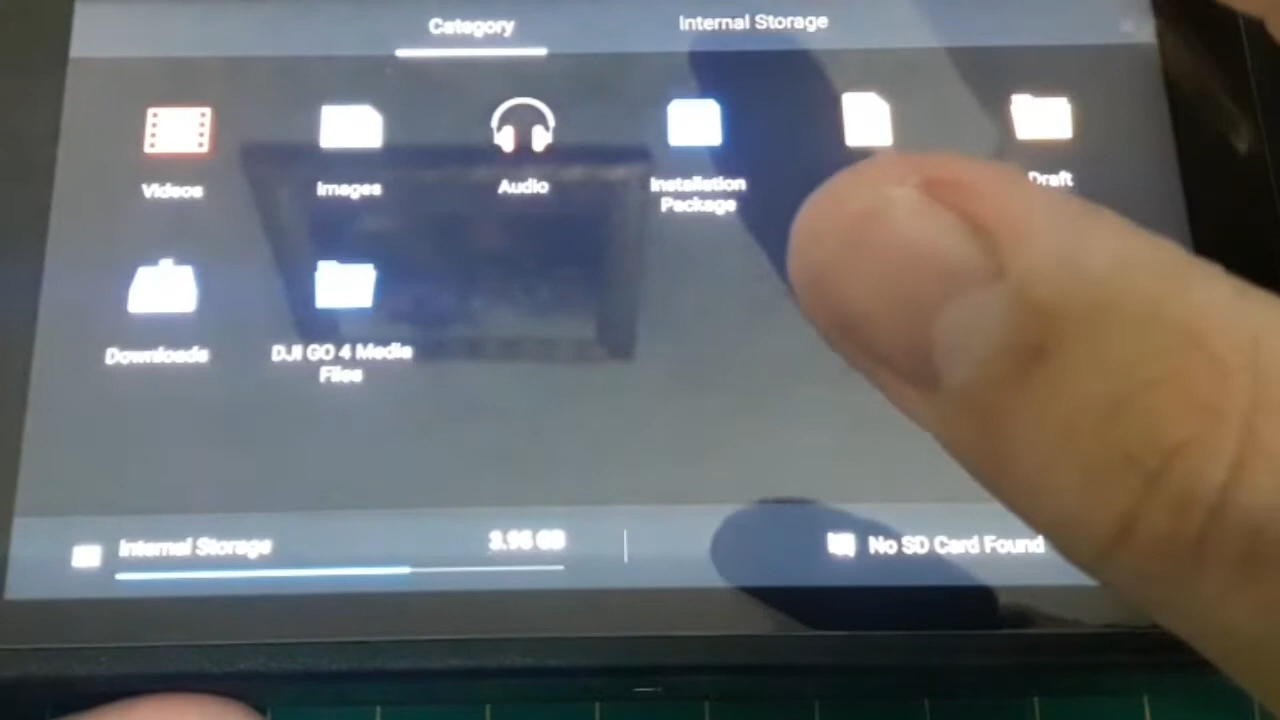 Category
Internal Storage
Videos
Images
Audio
Installation
Package
Draft
Downloads
DJI GO 4 Media
Files
Internal Storage
3.95 GB
No SD Card Found